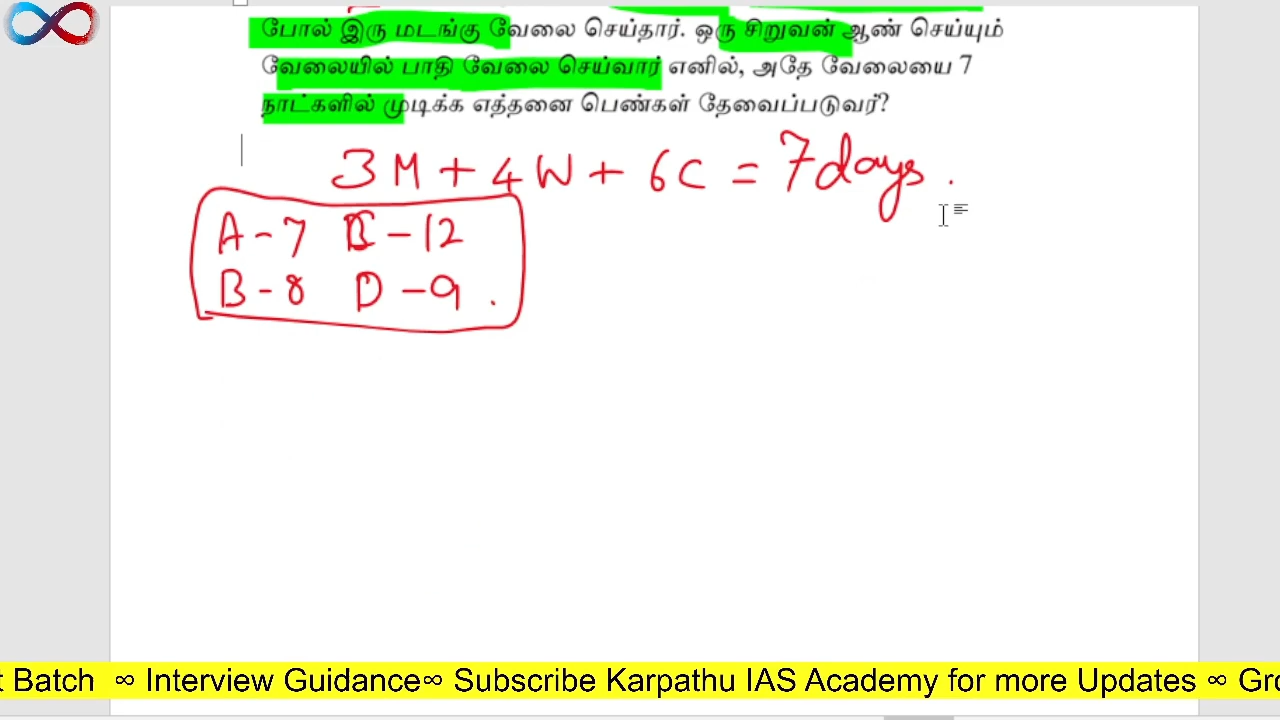 போல் இரு மடங்கு வேலை செய்தார். ஒரு சிறுவன் ஆண் செய்யும்
வேலையில் பாதி வேலை செய்வார் எனில், அதே வேலையை 7
நாட்களில் முடிக்க எத்தனை பெண்கள் தேவைப்படுவர்?
3M + 4W + 6C = 7days.
A - 7 C - 12
B - 8 D - 9.
t Batch ∞ Interview Guidance∞ Subscribe Karpathu IAS Academy for more Updates ∞ Gro